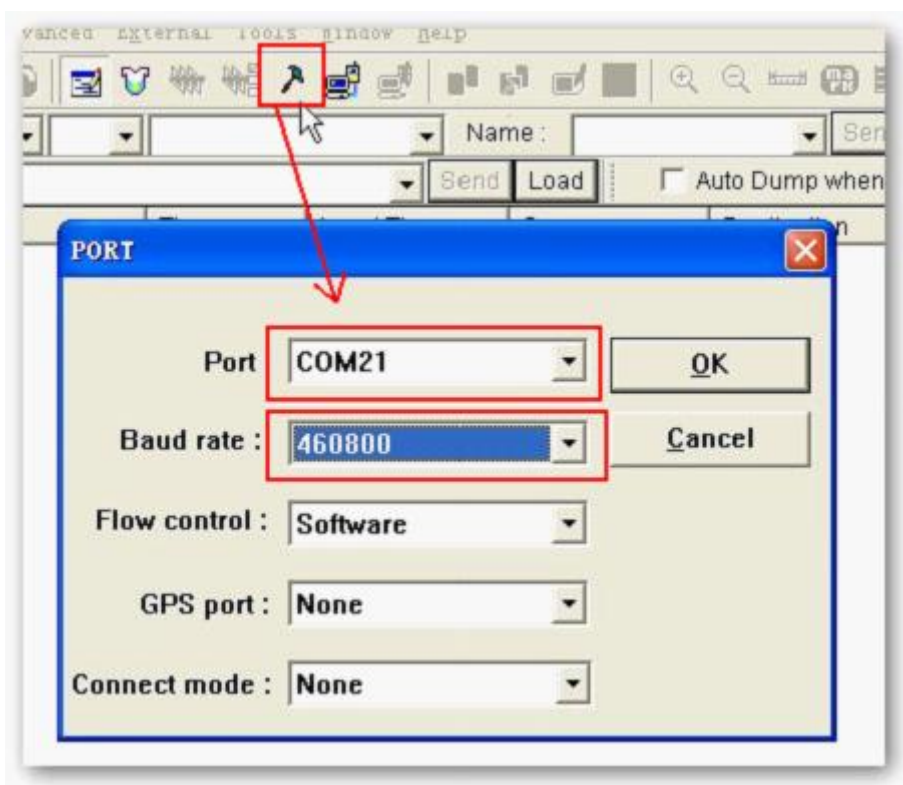 vanced External Tools Window Help
Name :
Sen
Send Load Auto Dump when
PORT
Port COM21 OK
Baud rate : 460800 Cancel
Flow control : Software
GPS port : None
Connect mode : None